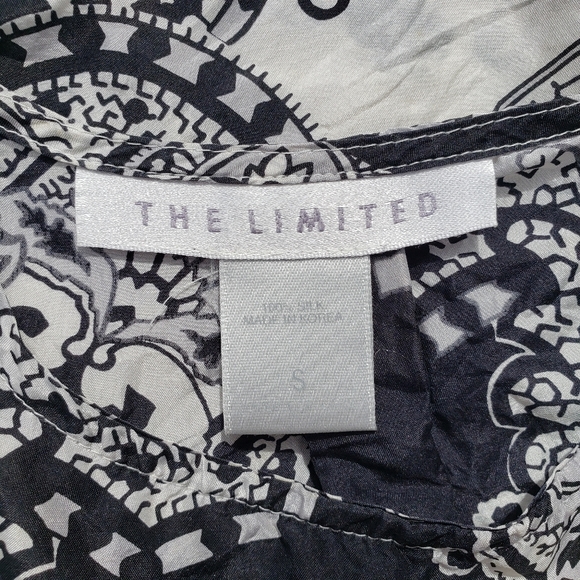 THE LIMITED
100% SILK
MADE IN KOREA
S